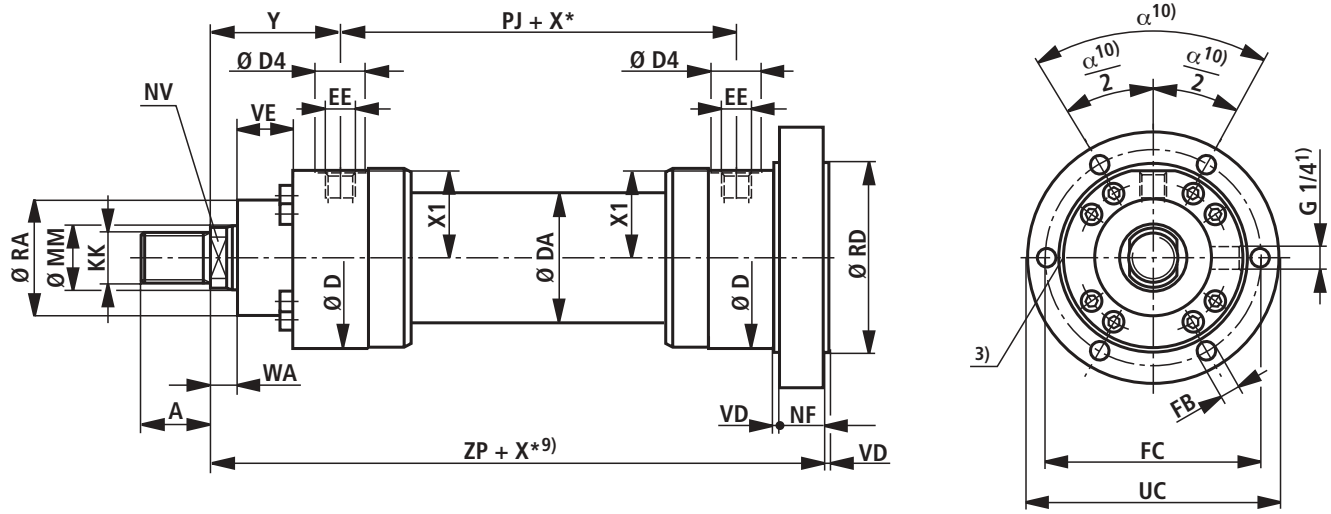 Y
PJ + X*
Ø D4
Ø D4
NV
VE
EE
EE
Ø RA
Ø MM
KK
X1
X1
Ø D
Ø DA
Ø D
Ø RD
WA
A
VD
NF
ZP + X*9)
VD
α10)
α10)
2
α10)
2
G 1/41)
3)
FB
FC
UC